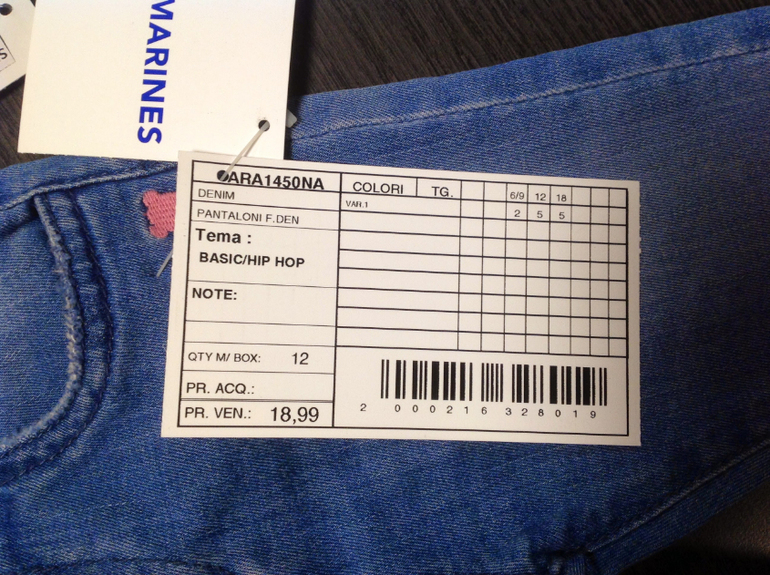 MARINES
ARA1450NA
DENIM
PANTALONI F.DEN
Tema :
BASIC/HIP HOP
NOTE:
QTY M/ BOX: 12
PR. ACQ.:
PR. VEN.: 18,99
COLORI TG. 6/9 12 18
VAR.1 2 5 5
2 000216 328019